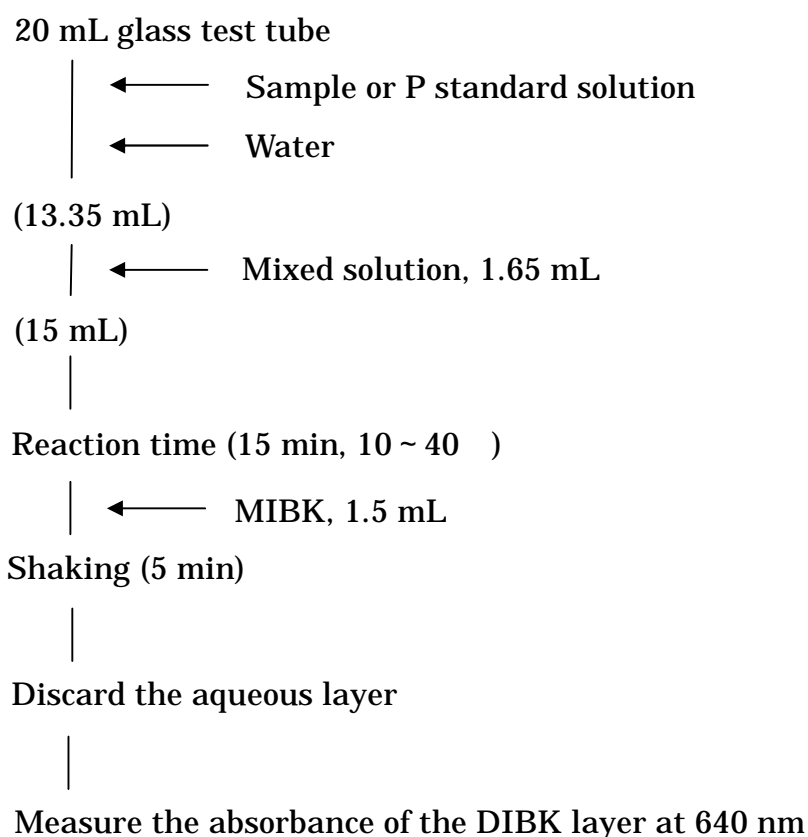 20 mL glass test tube
Sample or P standard solution
Water
(13.35 mL)
Mixed solution, 1.65 mL
(15 mL)
Reaction time (15 min, 10 ~ 40 )
MIBK, 1.5 mL
Shaking (5 min)
Discard the aqueous layer
Measure the absorbance of the DIBK layer at 640 nm